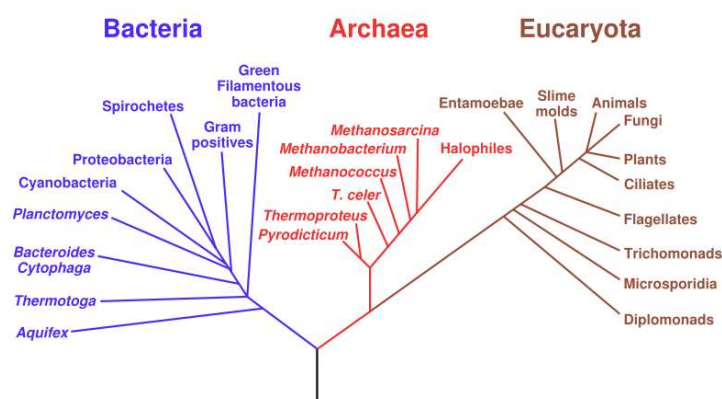 Bacteria
Archaea
Eucaryota
Green
Filamentous
bacteria
Spirochetes
Gram
positives
Proteobacteria
Cyanobacteria
Planctomyces
Bacteroides
Cytophaga
Thermotoga
Aquifex
Methanosarcina
Methanobacterium
Halophiles
Methanococcus
T. celer
Thermoproteus
Pyrodicticum
Entamoebae
Slime
molds
Animals
Fungi
Plants
Ciliates
Flagellates
Trichomonads
Microsporidia
Diplomonads